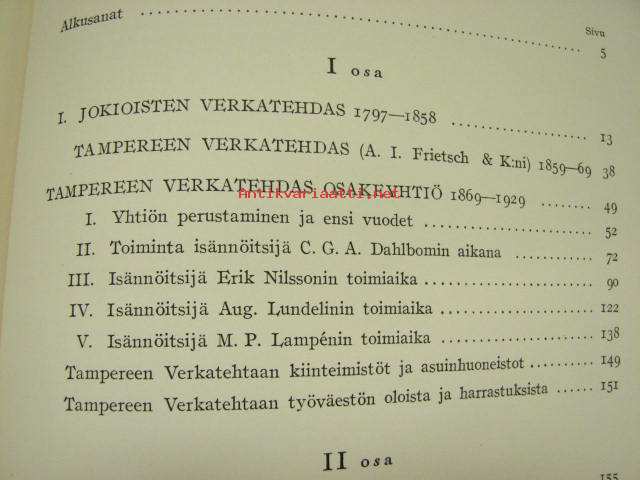 Sivu
Alkusanat 5
I osa
I. JOKIOISTEN VERKATEHDAS 1797—1858 13
TAMPEREEN VERKATEHDAS (A. I. Frietsch & K:ni) 1859—69 38
TAMPEREEN VERKATEHDAS OSAKEYHTIÖ 1869—1929 49
Antikvariaatti.net
I. Yhtiön perustaminen ja ensi vuodet 52
II. Toiminta isännöitsijä C. G. A. Dahlbomin aikana 72
III. Isännöitsijä Erik Nilssonin toimiaika 90
IV. Isännöitsijä Aug. Lundelinin toimiaika 122
V. Isännöitsijä M. P. Lampénin toimiaika 138
Tampereen Verkatehtaan kiinteimistöt ja asuinhuoneistot 149
Tampereen Verkatehtaan työväestön oloista ja harrastuksista 151
II osa
155